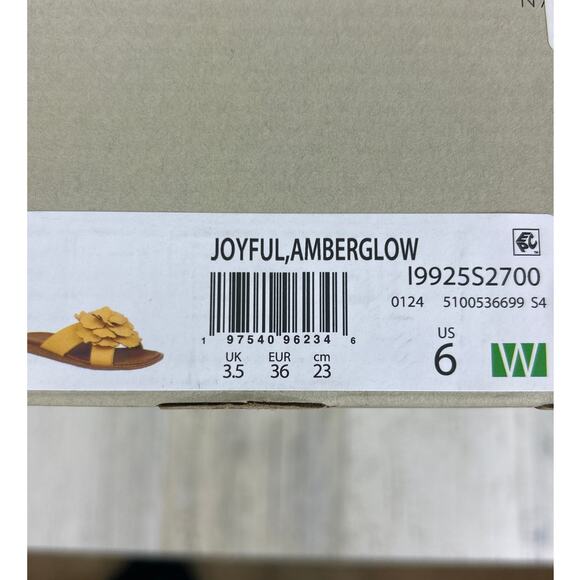 JOYFUL,AMBERGLOW
I9925S2700
0124 5100536699 S4
1 97540 96234 6
UK EUR cm
3.5 36 23
US
6 W